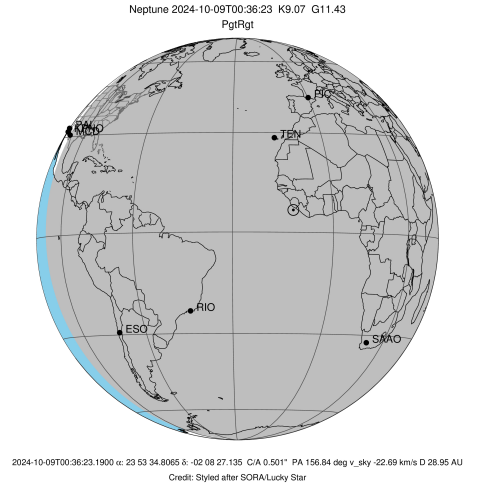 Neptune 2024-10-09T00:36:23 K9.07 G11.43
PgtRgt
PIC
TEN
RIO
ESO
SAAO
2024-10-09T00:36:23.1900 α: 23 53 34.8065 δ: -02 08 27.135 C/A 0.501" PA 156.84 deg v_sky -22.69 km/s D 28.95 AU
Credit: Styled after SORA/Lucky Star